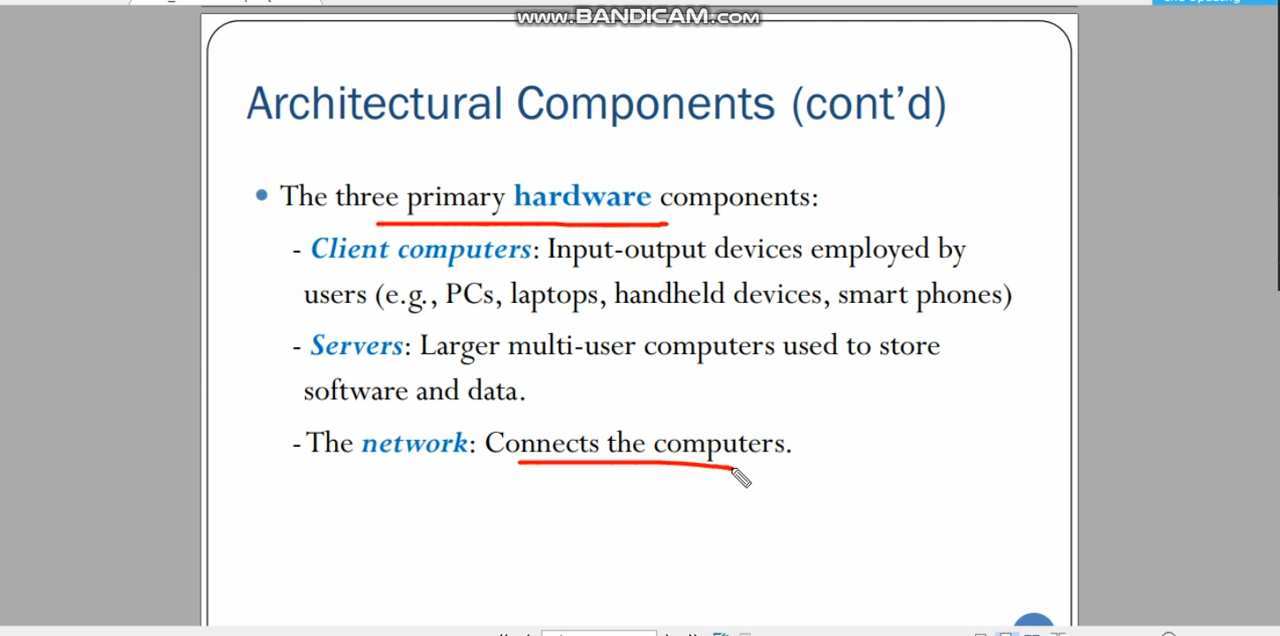 www.BANDICAM.com
Architectural Components (cont’d)
• The three primary hardware components:
- Client computers: Input-output devices employed by
users (e.g., PCs, laptops, handheld devices, smart phones)
- Servers: Larger multi-user computers used to store
software and data.
- The network: Connects the computers.